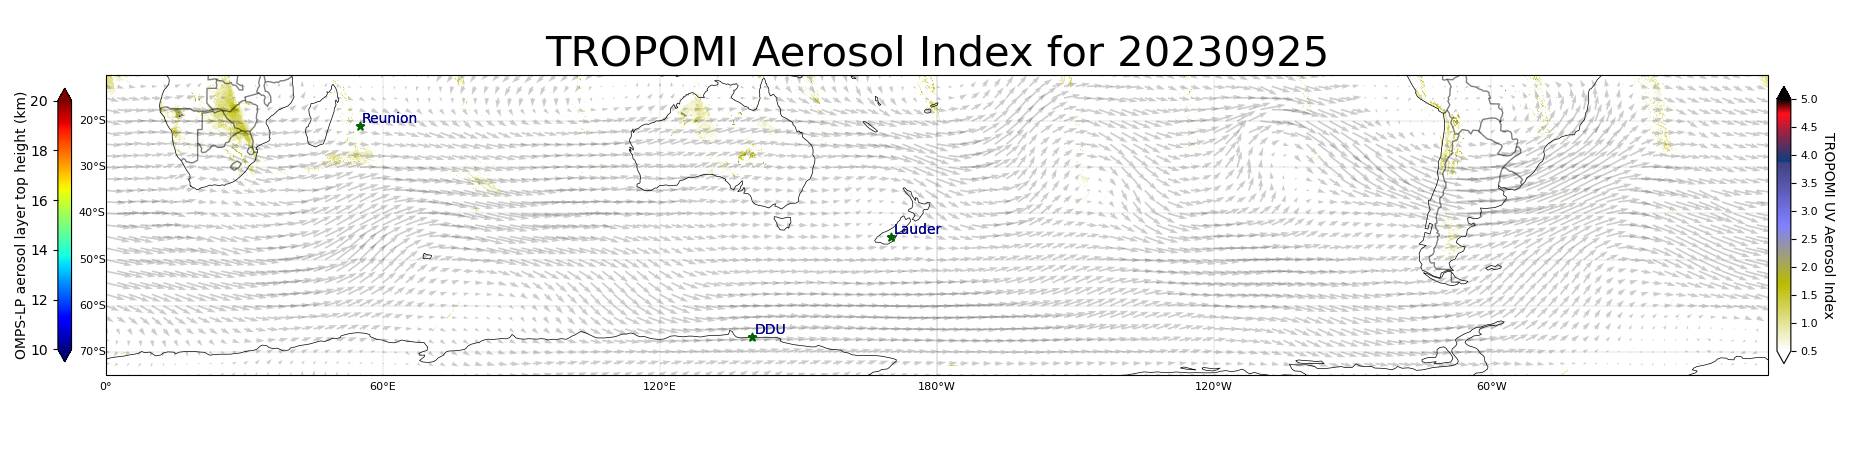 TROPOMI Aerosol Index for 20230925
OMPS-LP aerosol layer top height (km)
20
18
16
14
12
10
20°S
30°S
40°S
50°S
60°S
70°S
0°
60°E
120°E
180°W
120°W
60°W
Reunion
Lauder
DDU
5.0
4.5
4.0
3.5
3.0
2.5
2.0
1.5
1.0
0.5
TROPOMI UV Aerosol Index